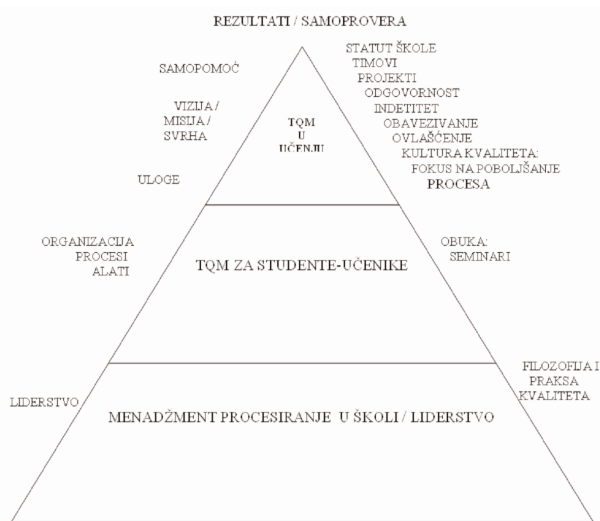 REZULTATI / SAMOPROVERA
SAMOPOMOĆ
VIZIJA /
MISIJA /
SVRHA
ULOGE
ORGANIZACIJA
PROCESI
ALATI
LIDERSTVO
TQM
U
UČENJU
TQM ZA STUDENTE-UČENIKE
MENADŽMENT PROCESIRANJE U ŠKOLI / LIDERSTVO
STATUT ŠKOLE
TIMOVI
PROJEKTI
ODGOVORNOST
INDETITET
OBAVEZIVANJE
OVLAŠĆENJE
KULTURA KVALITETA:
FOKUS NA POBOLJŠANJE
PROCESA
OBUKA:
SEMINARI
FILOZOFIJA I
PRAKSA
KVALITETA